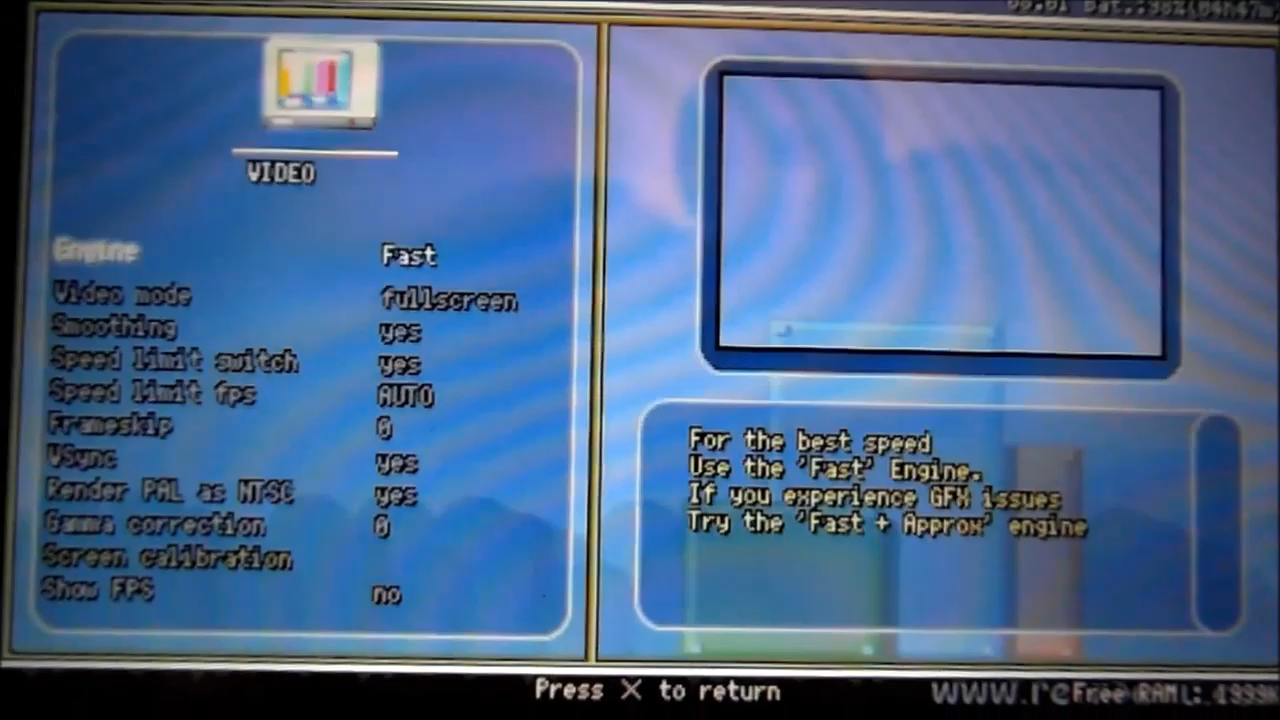 VIDEO
Engine Fast
Video mode fullscreen
Smoothing yes
Speed limit switch yes
Speed limit fps AUTO
Frameskip 0
VSync yes
Render PAL as NTSC yes
Gamma correction 0
Screen calibration
Show FPS no
For the best speed
Use the 'Fast' Engine.
If you experience GFX issues
Try the 'Fast + Approx' engine
Press X to return
Free RAM